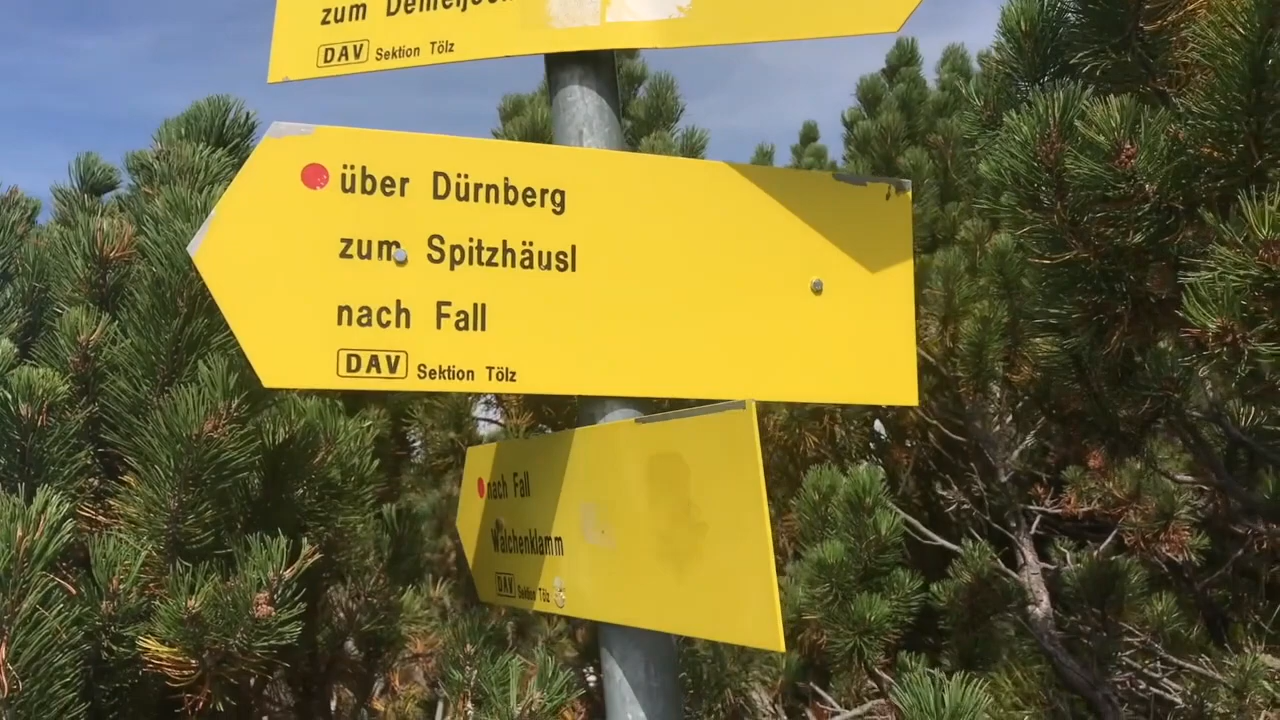 zum
DAV Sektion Tölz
über Dürnberg
zum Spitzhäusl
nach Fall
DAV Sektion Tölz
nach Fall
Walchenklamm
DAV Sektion Tölz